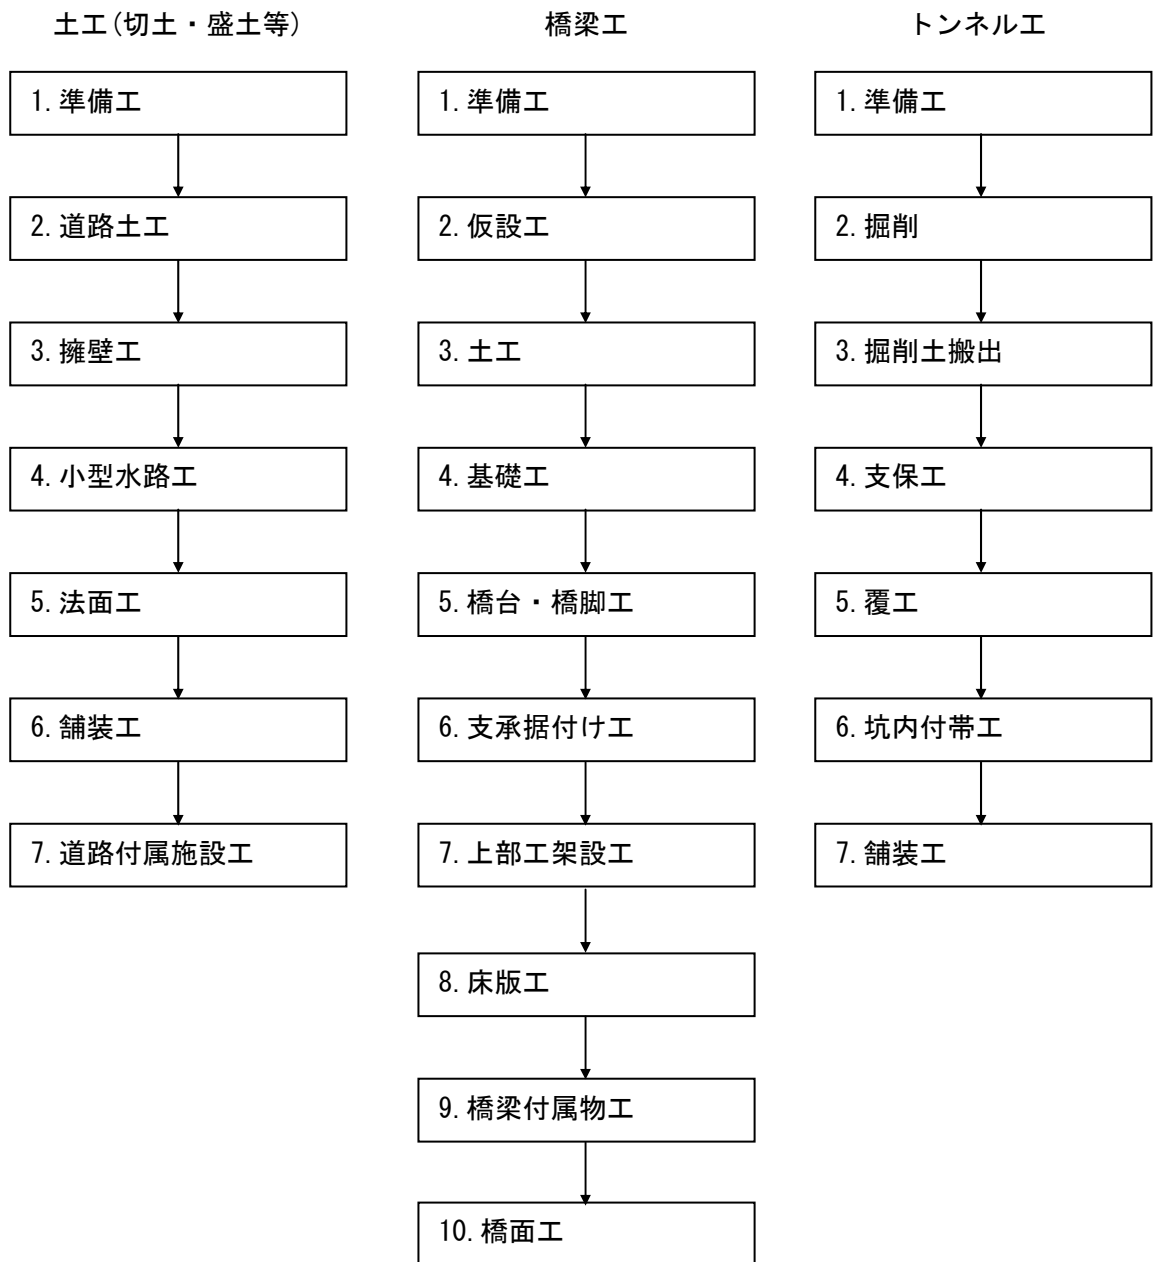 土工(切土・盛土等)
1.準備工
2.道路土工
3.擁壁工
4.小型水路工
5.法面工
6.舗装工
7.道路付属施設工
橋梁工
1.準備工
2.仮設工
3.土工
4.基礎工
5.橋台・橋脚工
6.支承据付け工
7.上部工架設工
8.床版工
9.橋梁付属物工
10.橋面工
トンネル工
1.準備工
2.掘削
3.掘削土搬出
4.支保工
5.覆工
6.坑内付帯工
7.舗装工